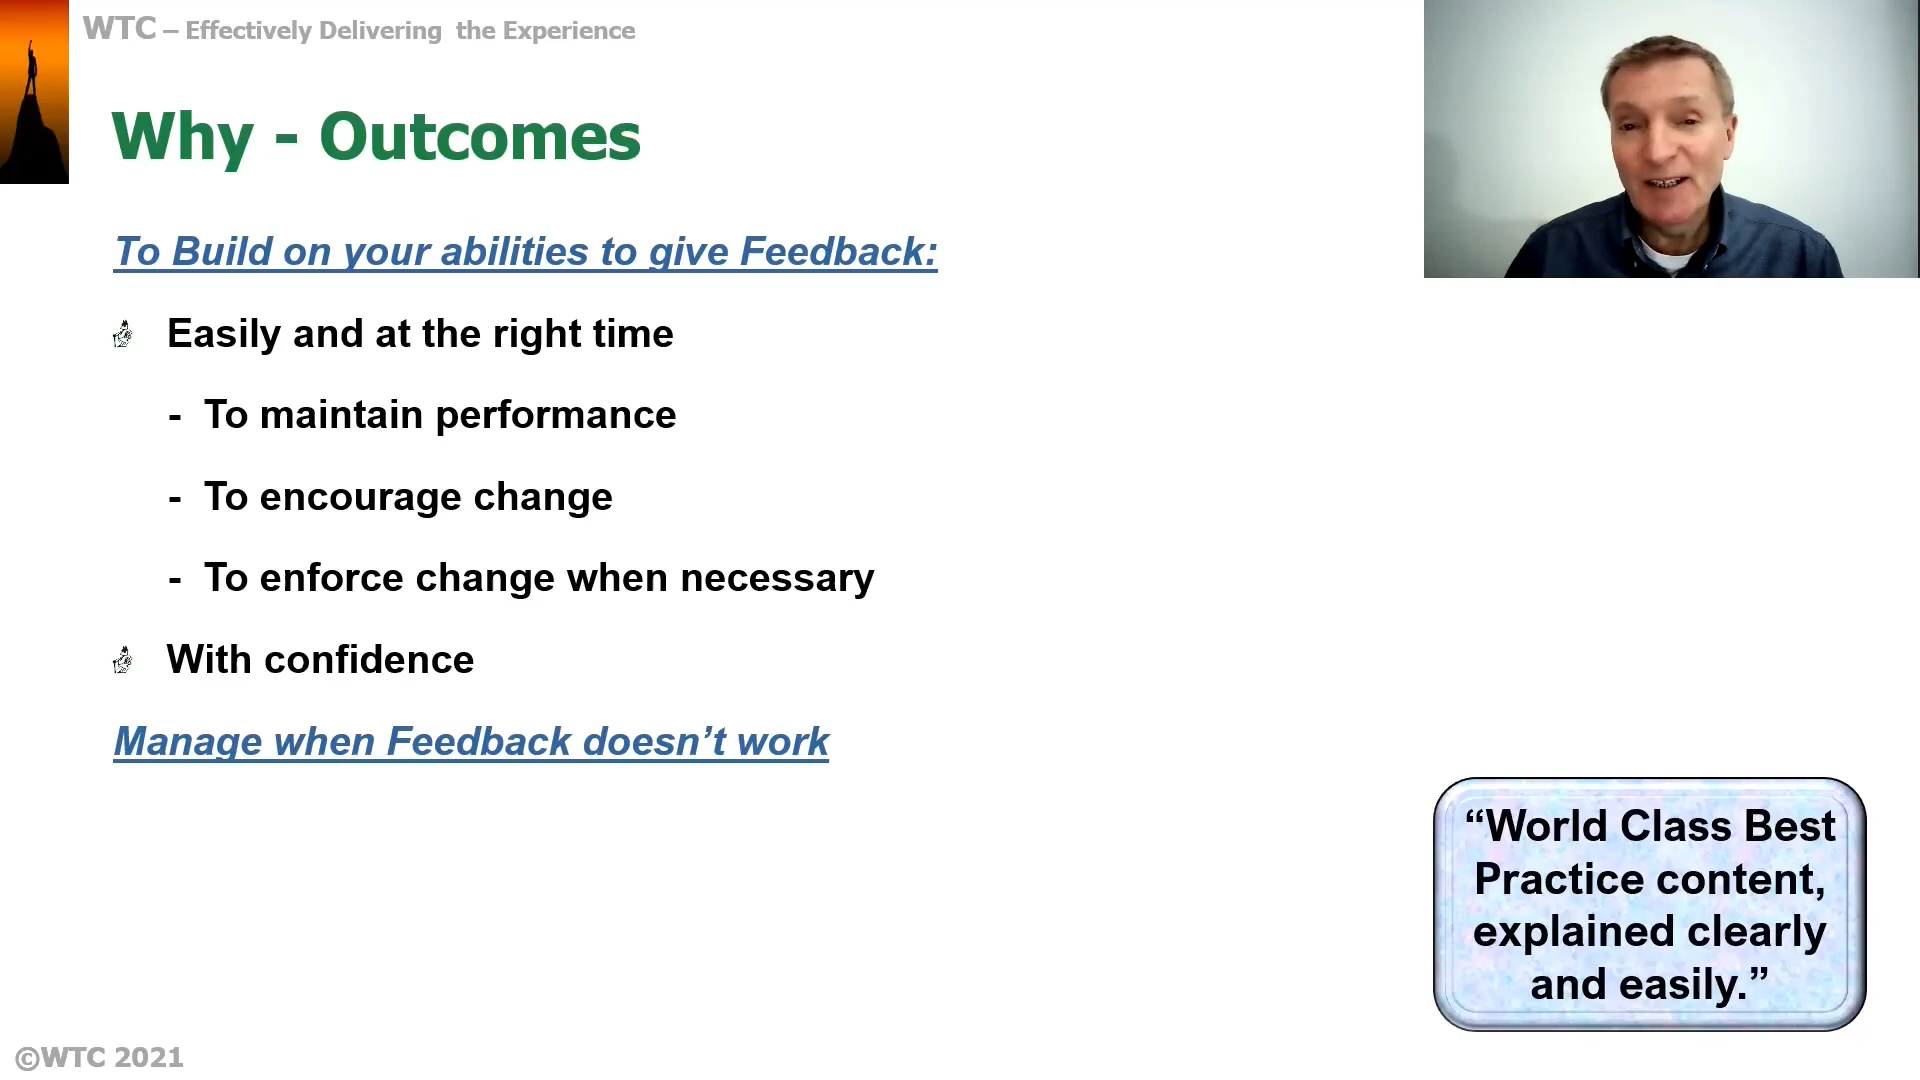 WTC – Effectively Delivering the Experience
Why - Outcomes
To Build on your abilities to give Feedback:
Easily and at the right time
- To maintain performance
- To encourage change
- To enforce change when necessary
With confidence
Manage when Feedback doesn’t work
“World Class Best
Practice content,
explained clearly
and easily.”
©WTC 2021